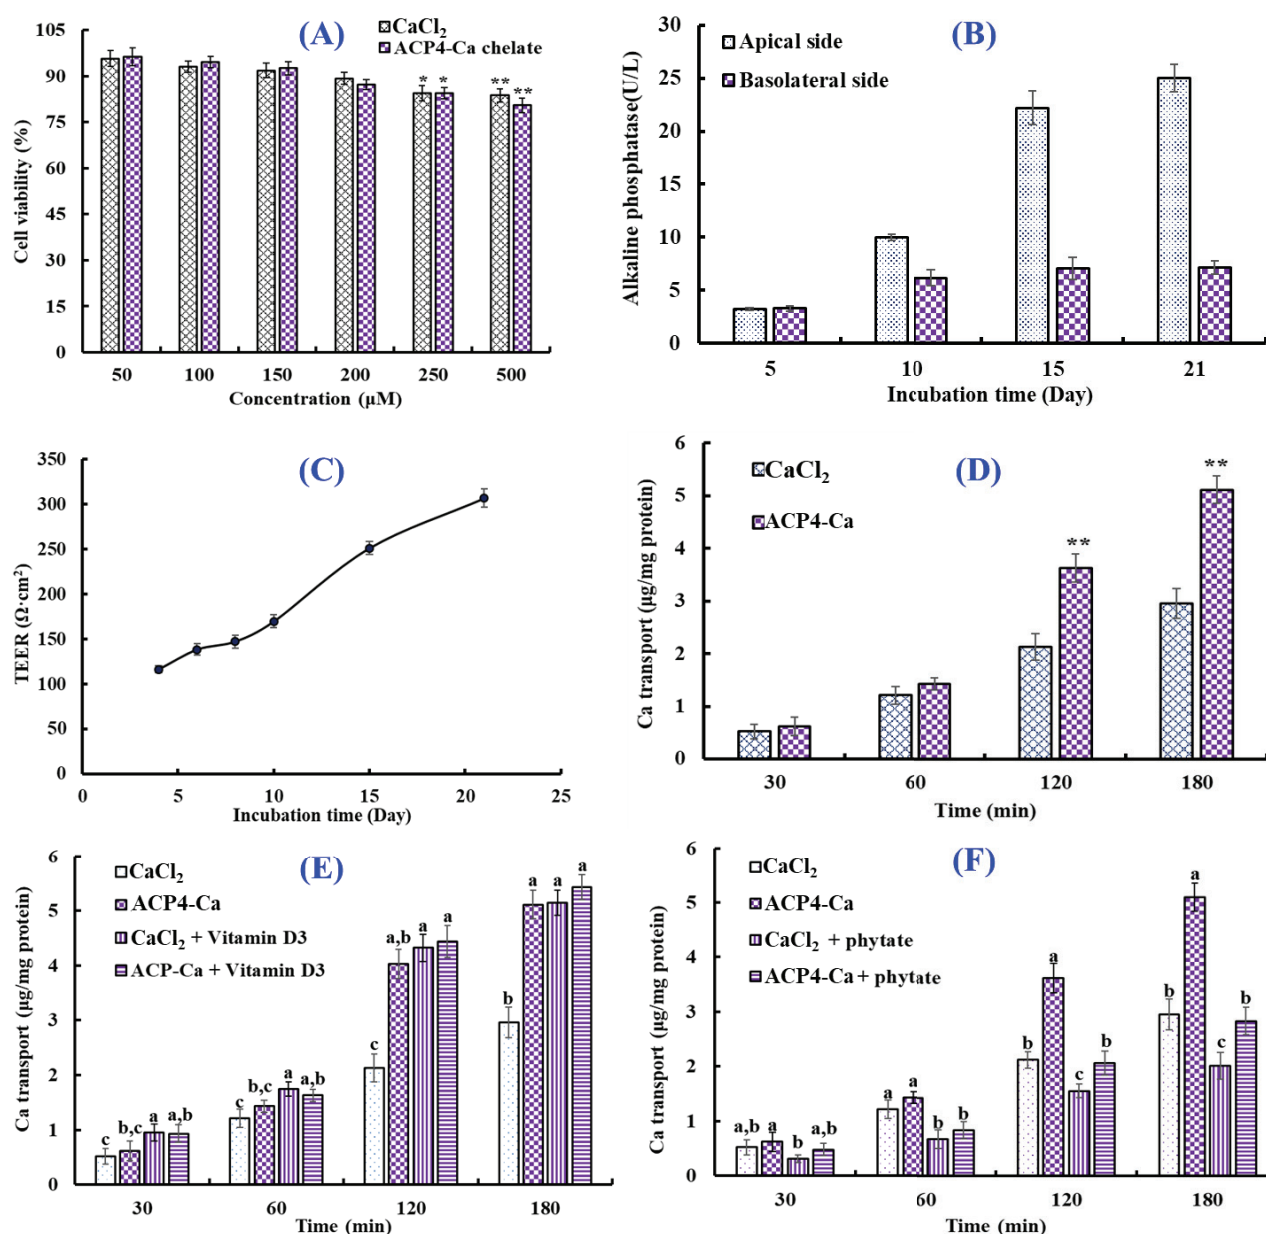 (A)
CaCl₂
ACP4-Ca chelate
105
90
75
60
45
30
15
0
Cell viability (%)
* * ** **
50 100 150 200 250 500
Concentration (μM)
(B)
Apical side
Basolateral side
30
25
20
15
10
5
0
Alkaline phosphatase(U/L)
5 10 15 21
Incubation time (Day)
(C)
350
300
250
200
150
100
50
0
TEER (Ω·cm²)
0 5 10 15 20 25
Incubation time (Day)
(D)
CaCl₂
ACP4-Ca
6
5
4
3
2
1
0
Ca transport (μg/mg protein)
** **
30 60 120 180
Time (min)
(E)
CaCl₂
ACP4-Ca
CaCl₂ + Vitamin D3
ACP-Ca + Vitamin D3
6
5
4
3
2
1
0
Ca transport (μg/mg protein)
c b,c a a,b
c b,c a a,b
c a,b a a
b a a a
30 60 120 180
Time (min)
(F)
CaCl₂
ACP4-Ca
CaCl₂ + phytate
ACP4-Ca + phytate
6
5
4
3
2
1
0
Ca transport (μg/mg protein)
a,b a b a,b
a a b b
b a c b
b a c b
30 60 120 180
Time (min)